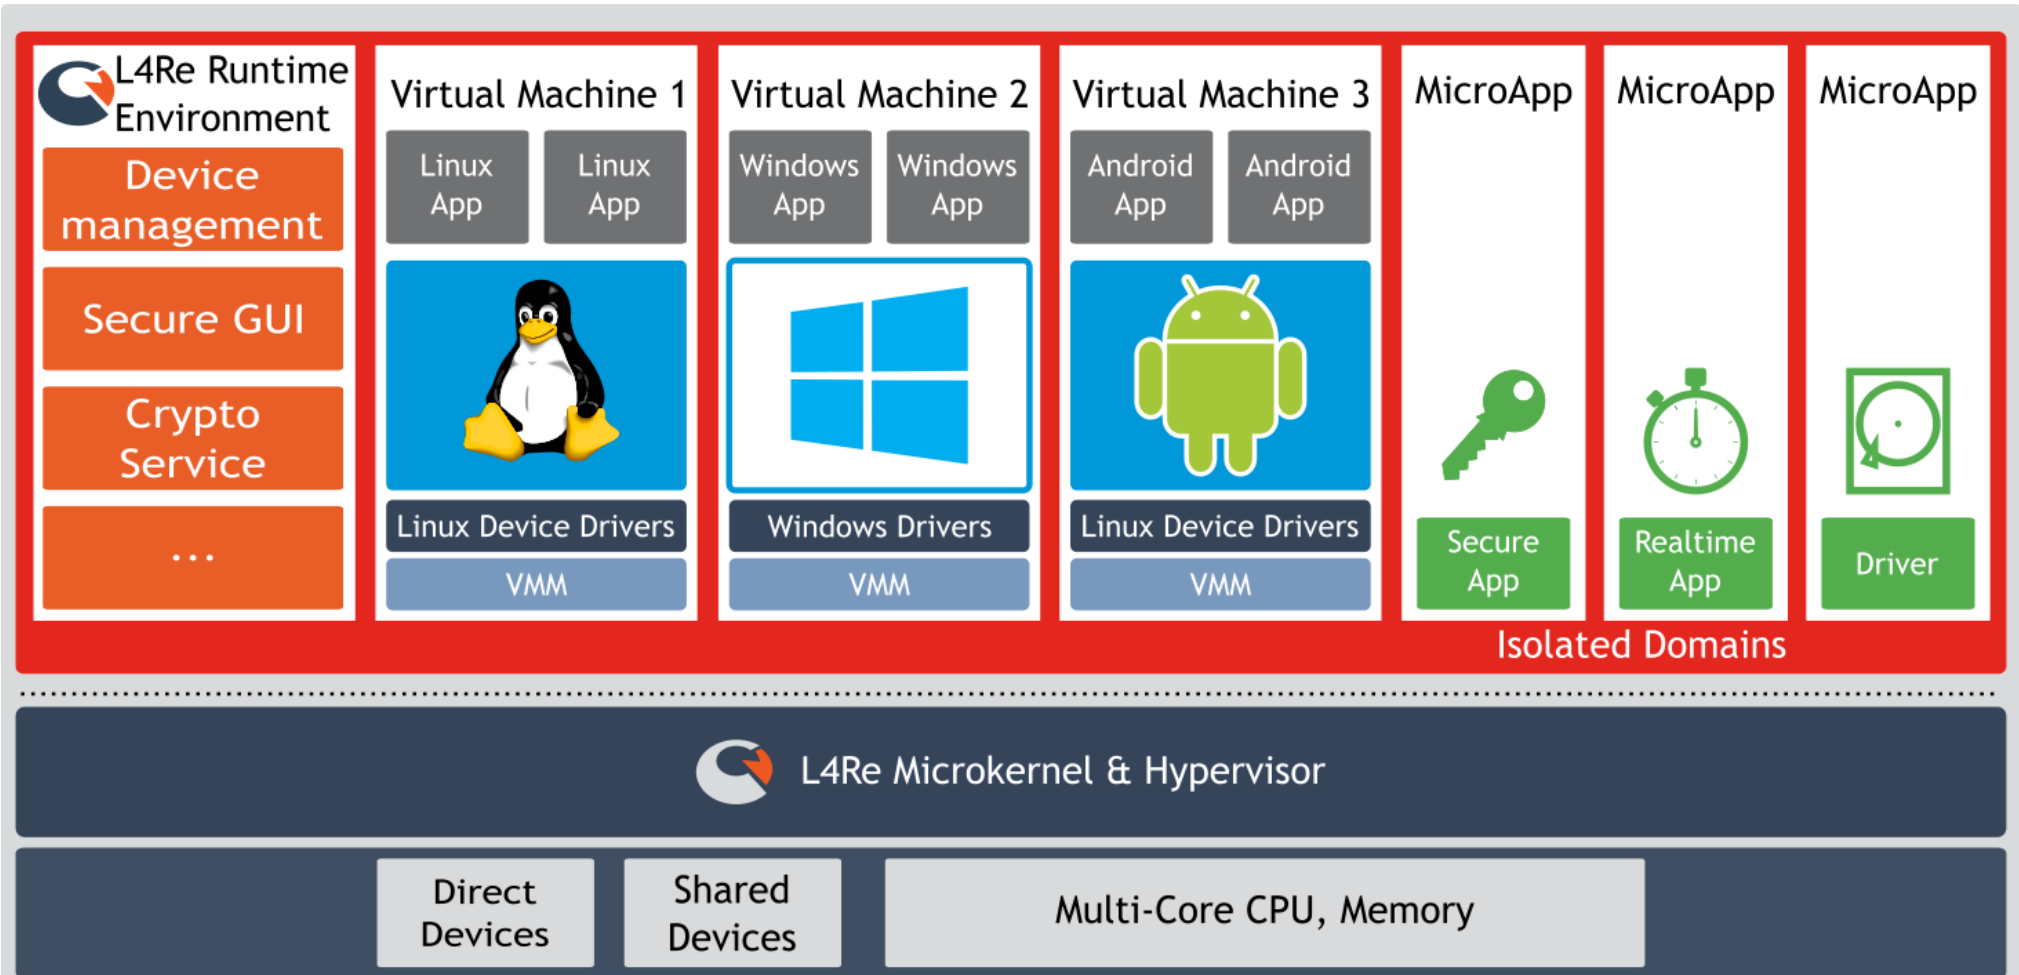 L4Re Runtime
Environment
Device
management
Secure GUI
Crypto
Service
...
Virtual Machine 1
Linux
App
Linux
App
Linux Device Drivers
VMM
Virtual Machine 2
Windows
App
Windows
App
Windows Drivers
VMM
Virtual Machine 3
Android
App
Android
App
Linux Device Drivers
VMM
MicroApp
Secure
App
MicroApp
Realtime
App
MicroApp
Driver
Isolated Domains
L4Re Microkernel & Hypervisor
Direct
Devices
Shared
Devices
Multi-Core CPU, Memory